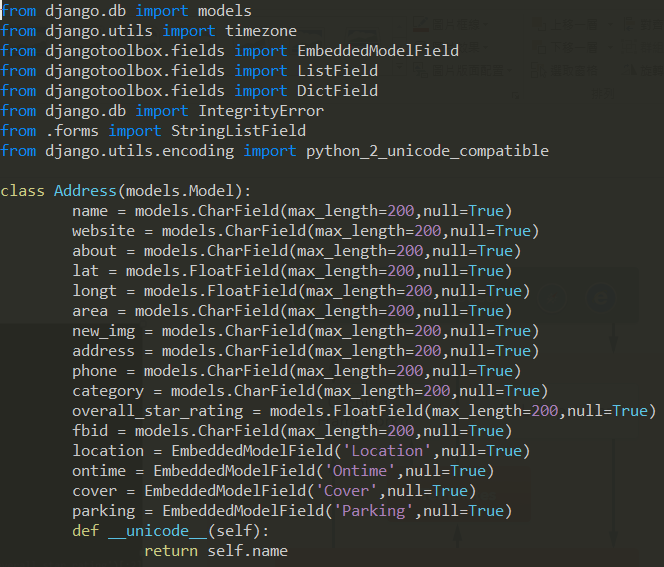 from django.db import models
from django.utils import timezone
from djangotoolbox.fields import EmbeddedModelField
from djangotoolbox.fields import ListField
from djangotoolbox.fields import DictField
from django.db import IntegrityError
from .forms import StringListField
from django.utils.encoding import python_2_unicode_compatible
class Address(models.Model):
name = models.CharField(max_length=200,null=True)
website = models.CharField(max_length=200,null=True)
about = models.CharField(max_length=200,null=True)
lat = models.FloatField(max_length=200,null=True)
longt = models.FloatField(max_length=200,null=True)
area = models.CharField(max_length=200,null=True)
new_img = models.CharField(max_length=200,null=True)
address = models.CharField(max_length=200,null=True)
phone = models.CharField(max_length=200,null=True)
category = models.CharField(max_length=200,null=True)
overall_star_rating = models.FloatField(max_length=200,null=True)
fbid = models.CharField(max_length=200,null=True)
location = EmbeddedModelField('Location',null=True)
ontime = EmbeddedModelField('Ontime',null=True)
cover = EmbeddedModelField('Cover',null=True)
parking = EmbeddedModelField('Parking',null=True)
def __unicode__(self):
return self.name